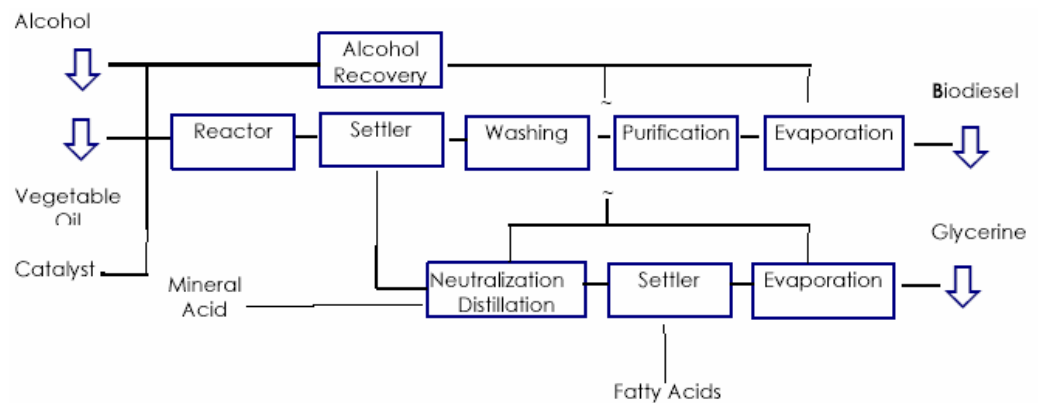 Alcohol
Alcohol
Recovery
Biodiesel
Reactor
Settler
Washing
~
Purification
Evaporation
Vegetable
Oil
~
Glycerine
Catalyst
Mineral
Acid
Neutralization
Distillation
Settler
Evaporation
Fatty Acids